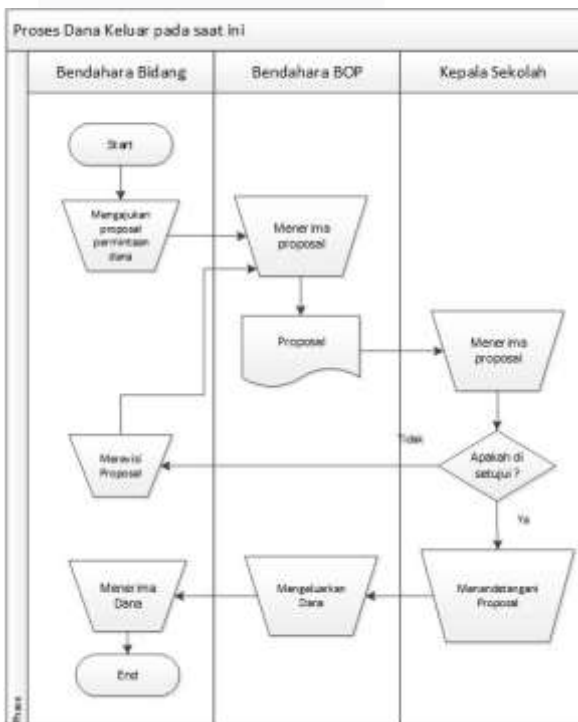 Proses Dana Keluar pada saat ini
Bendahara Bidang
Bendahara BOP
Kepala Sekolah
Start
Mengajukan
proposal
permintaan
dana
Menerima
proposal
Proposal
Menerima
proposal
Apakah di
setujui ?
Tidak
Merevisi
Proposal
Ya
Menandatangani
Proposal
Mengeluarkan
Dana
Menerima
Dana
End
Phase